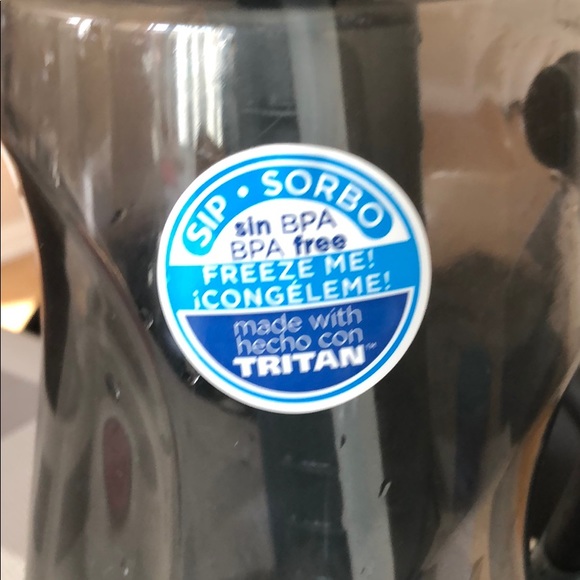 SIP • SORBO
sin BPA
BPA free
FREEZE ME!
¡CONGÉLEME!
made with
hecho con
TRITAN™